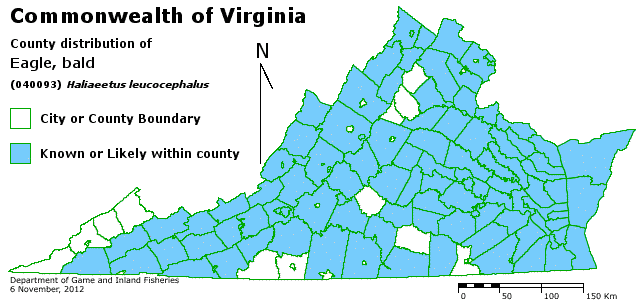 Commonwealth of Virginia
County distribution of
Eagle, bald
(040093) Haliaeetus leucocephalus
N
City or County Boundary
Known or Likely within county
Department of Game and Inland Fisheries
6 November, 2012
0 50 100 150 Km